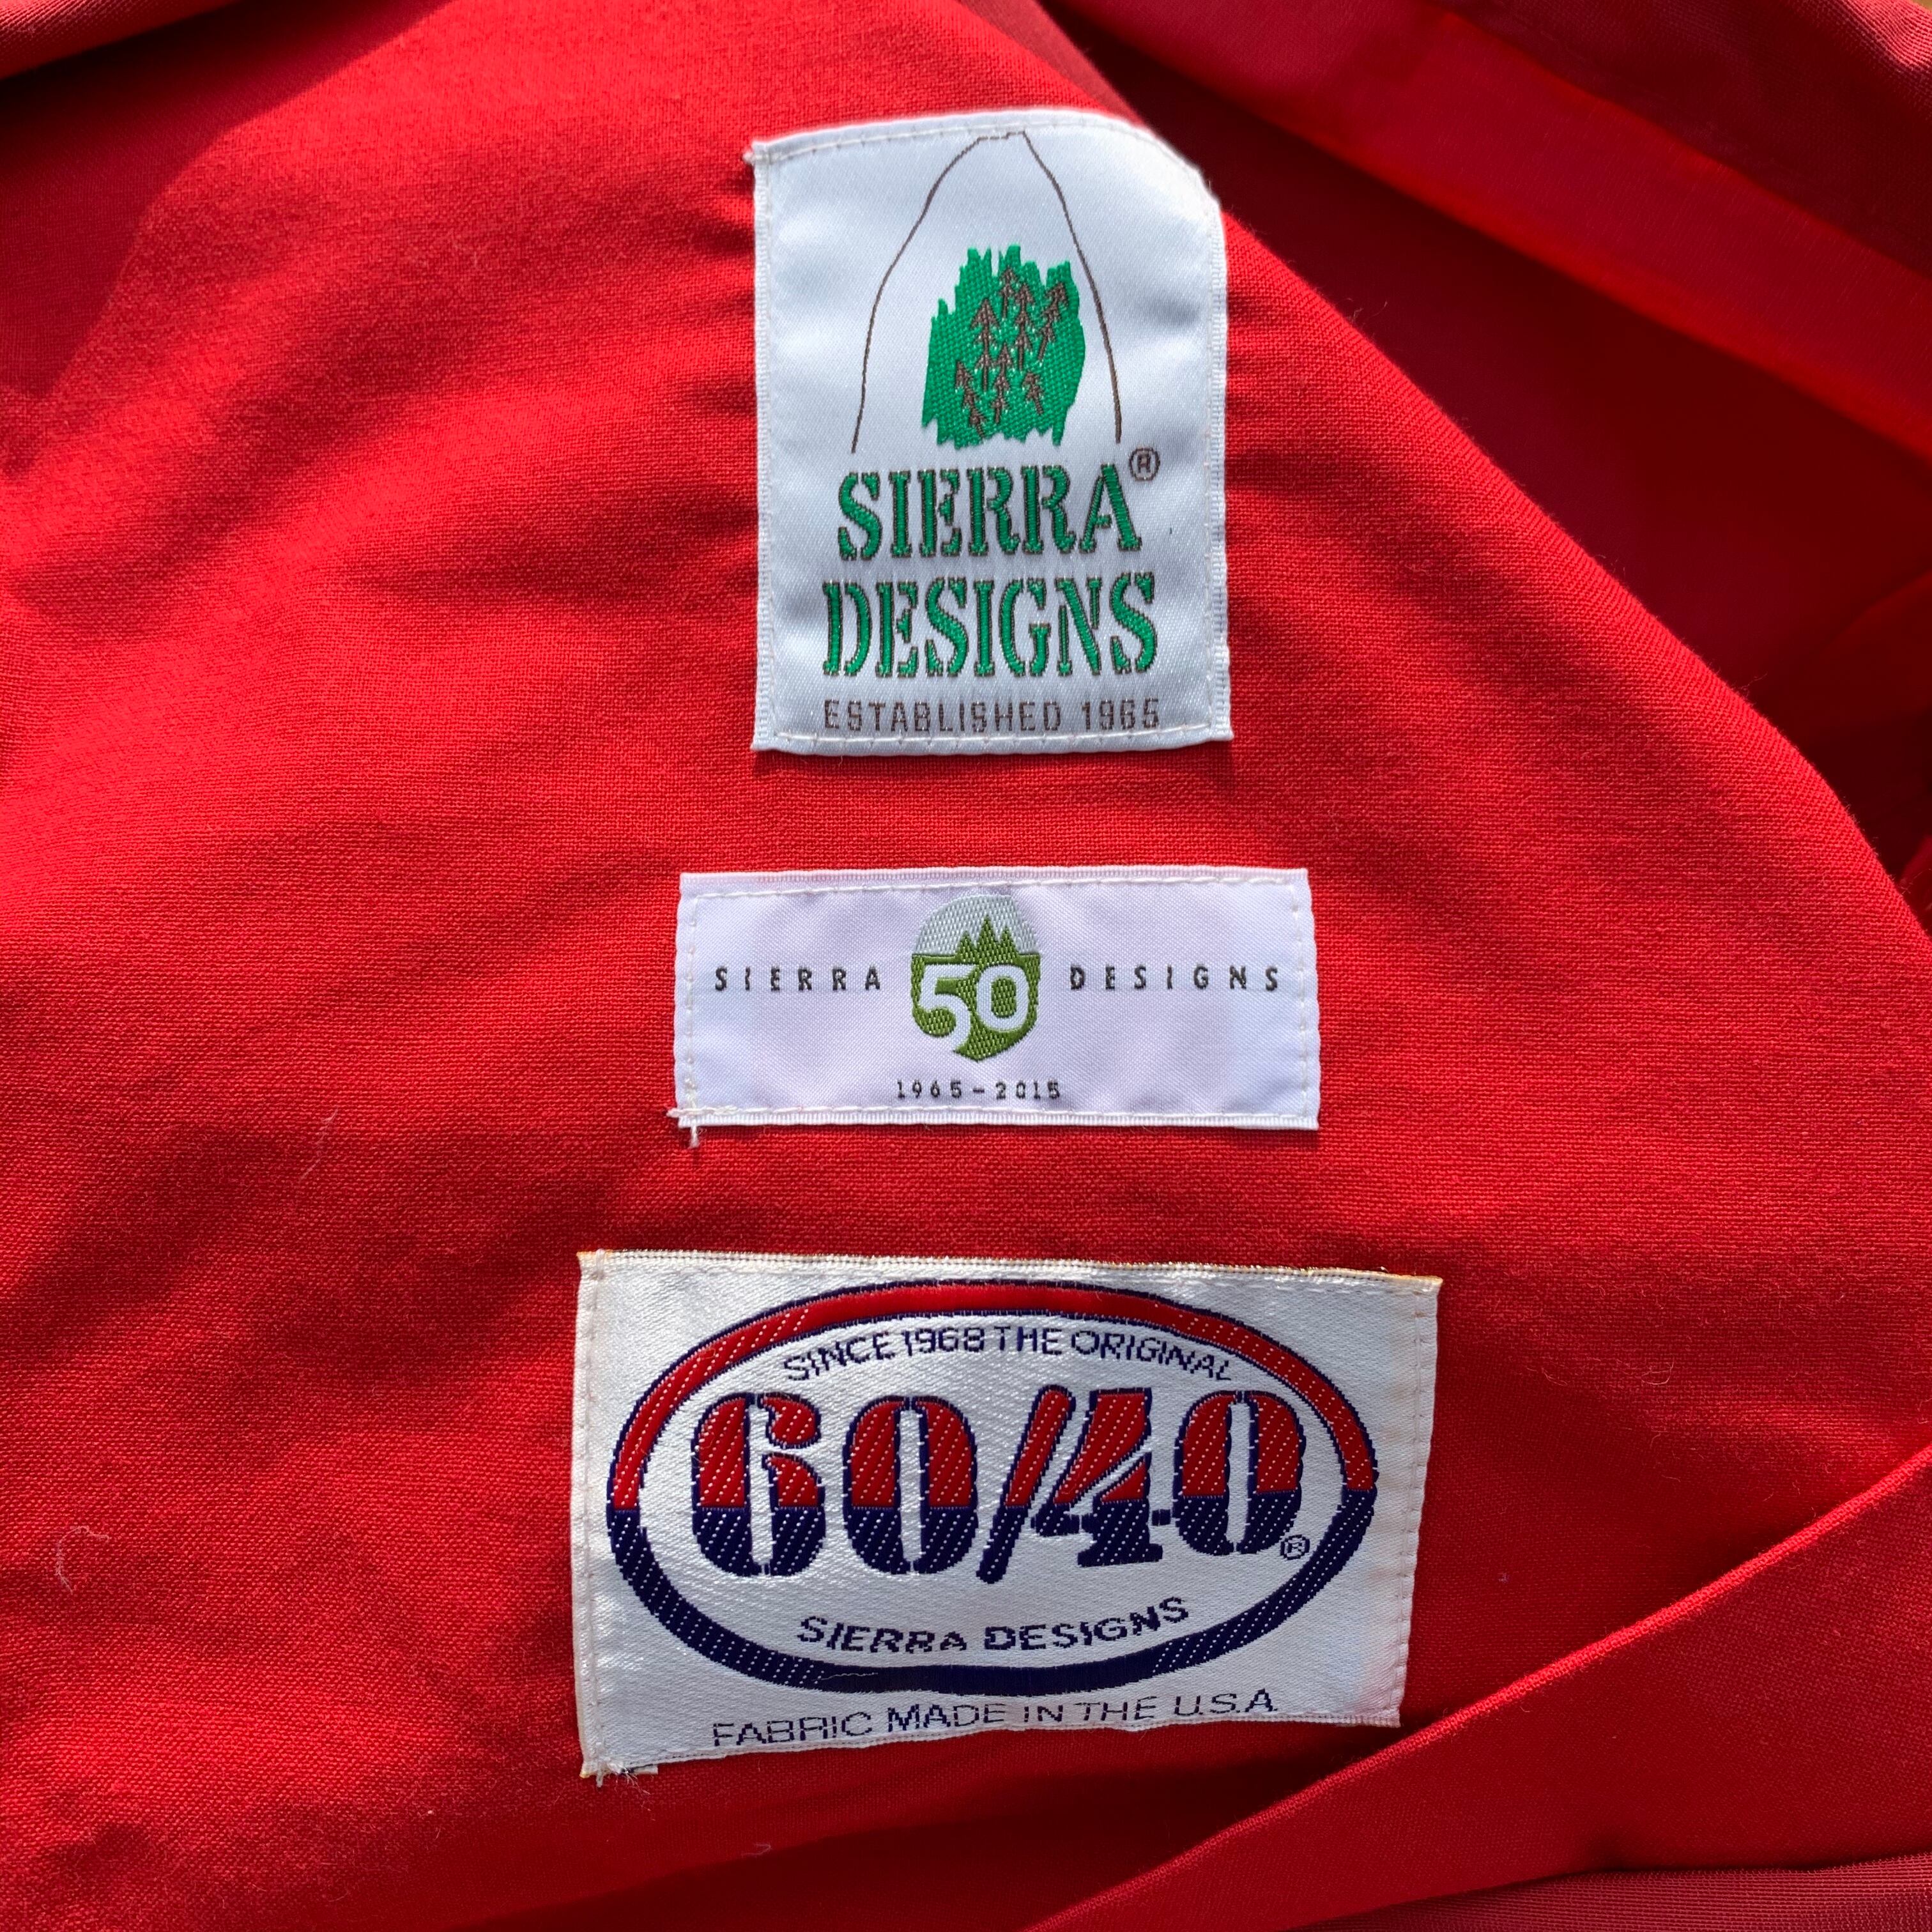 SIERRA®
DESIGNS
ESTABLISHED 1965
SIERRA 50 DESIGNS
1965-2015
SINCE 1968 THE ORIGINAL
60/40®
SIERRA DESIGNS
FABRIC MADE IN THE U.S.A.